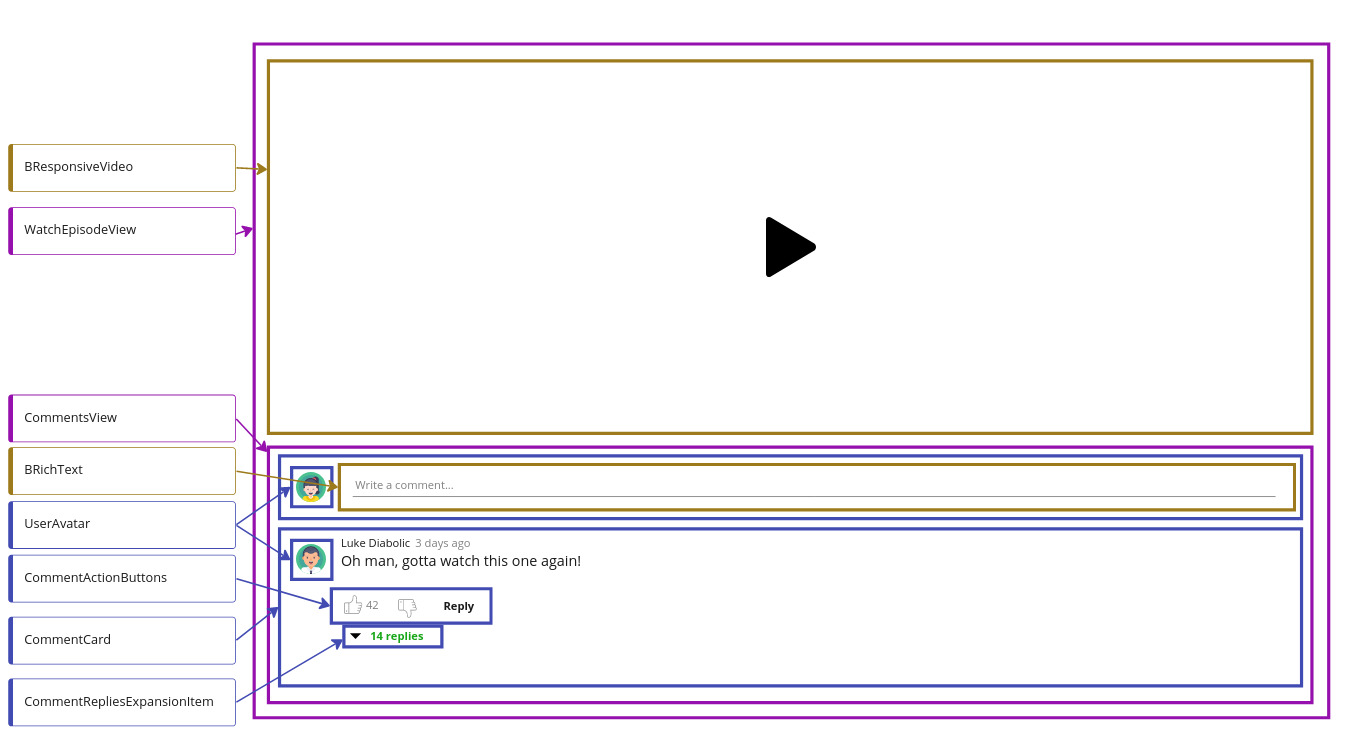 BResponsiveVideo
WatchEpisodeView
CommentsView
BRichText
UserAvatar
CommentActionButtons
CommentCard
CommentRepliesExpansionItem
Write a comment...
Luke Diabolic 3 days ago
Oh man, gotta watch this one again!
42 Reply
14 replies